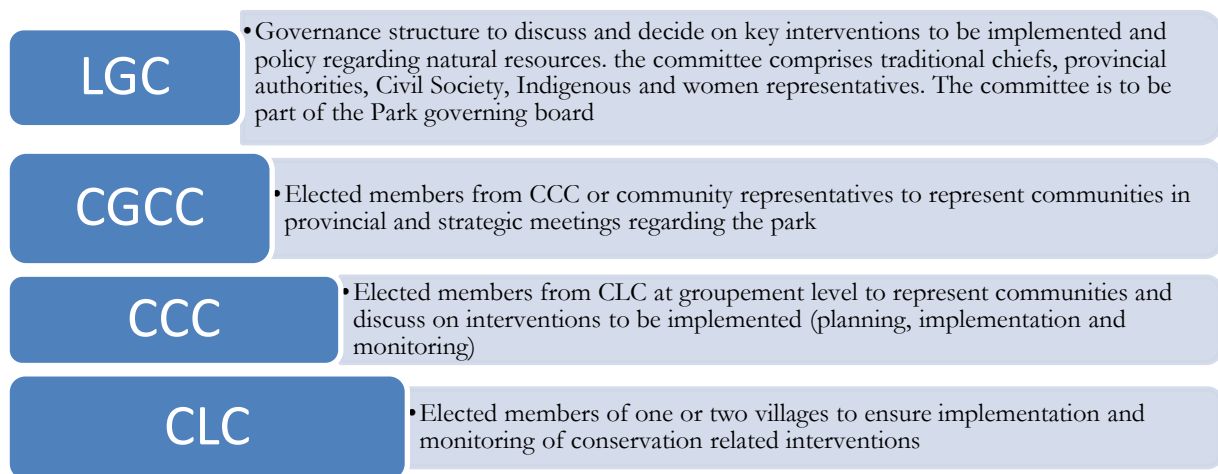 LGC
•Governance structure to discuss and decide on key interventions to be implemented and
policy regarding natural resources. the committee comprises traditional chiefs, provincial
authorities, Civil Society, Indigenous and women representatives. The committee is to be
part of the Park governing board
CGCC
•Elected members from CCC or community representatives to represent communities in
provincial and strategic meetings regarding the park
CCC
•Elected members from CLC at groupement level to represent communities and
discuss on interventions to be implemented (planning, implementation and
monitoring)
CLC
•Elected members of one or two villages to ensure implementation and
monitoring of conservation related interventions